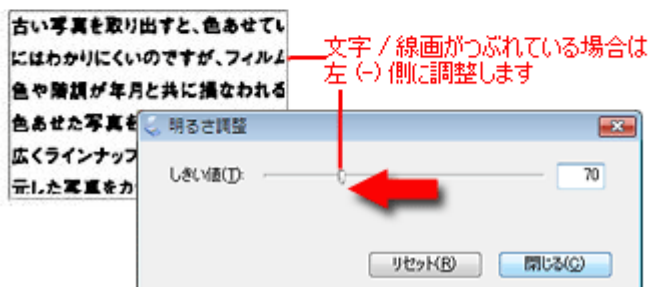 古い写真を取り出すと、色あせてい
にはわかりにくいのですが、フィルム
色や階調が年月と共に損なわれる
色あせた写真を
広くラインナップ
元した写真をカ
文字／線画がつぶれている場合は
左（-）側に調整します
明るさ調整
しきい値(T):
70
リセット(R)
閉じる(C)